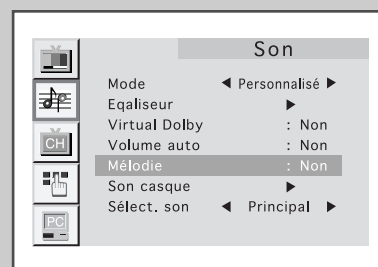 Son
Mode ◀ Personnalisé ▶
Eqaliseur ▶
Virtual Dolby : Non
Volume auto : Non
Mélodie : Non
Son casque ▶
Sélect. son ◀ Principal ▶
CH
PC